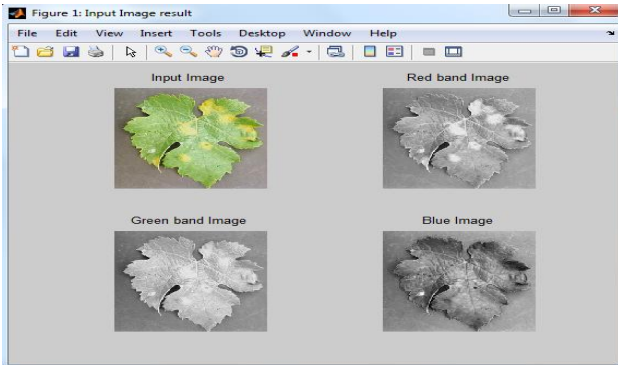 Figure 1: Input Image result
File Edit View Insert Tools Desktop Window Help
Input Image
Red band Image
Green band Image
Blue Image